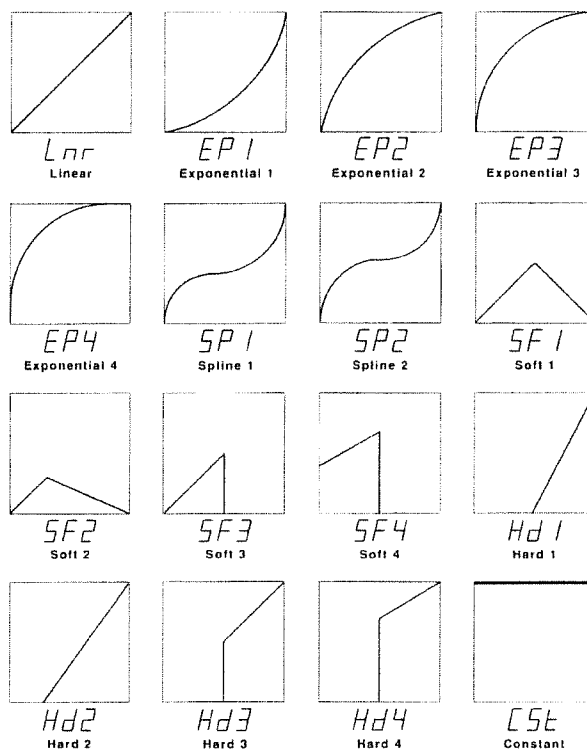 Lnr EP1 EP2 EP3
Linear Exponential 1 Exponential 2 Exponential 3
EP4 SP1 SP2 SF1
Exponential 4 Spline 1 Spline 2 Soft 1
SF2 SF3 SF4 Hd1
Soft 2 Soft 3 Soft 4 Hard 1
Hd2 Hd3 Hd4 CSt
Hard 2 Hard 3 Hard 4 Constant